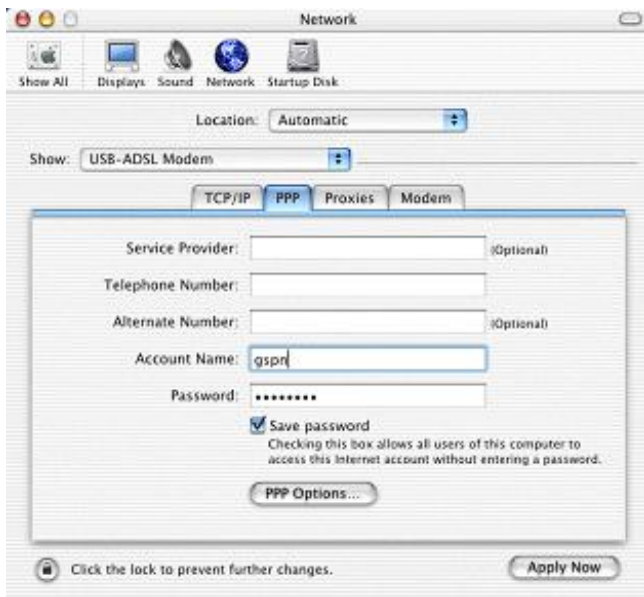 Network
Show All Displays Sound Network Startup Disk
Location: Automatic
Show: USB-ADSL Modem
TCP/IP PPP Proxies Modem
Service Provider: (Optional)
Telephone Number:
Alternate Number: (Optional)
Account Name: gspn
Password: ••••••••
Save password
Checking this box allows all users of this computer to
access this Internet account without entering a password.
PPP Options...
Click the lock to prevent further changes. Apply Now